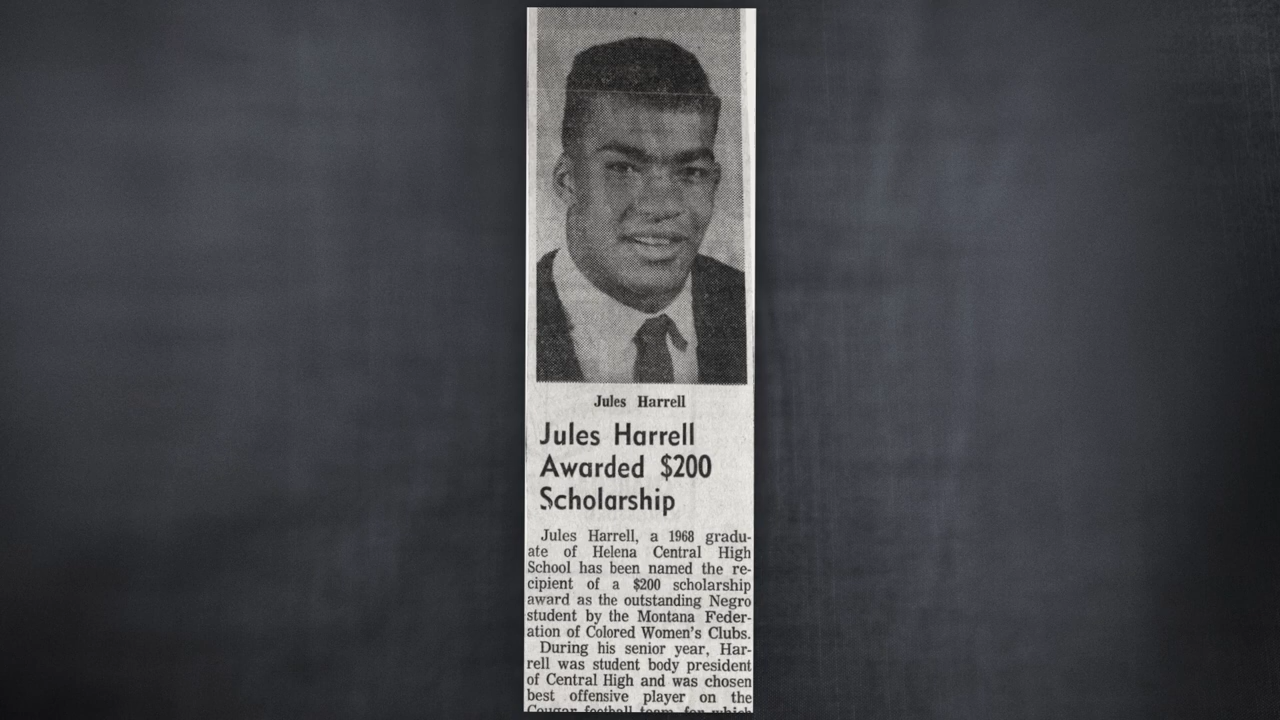 Jules Harrell
Jules Harrell
Awarded $200
Scholarship
Jules Harrell, a 1968 gradu-
ate of Helena Central High
School has been named the re-
cipient of a $200 scholarship
award as the outstanding Negro
student by the Montana Feder-
ation of Colored Women's Clubs.
During his senior year, Har-
rell was student body president
of Central High and was chosen
best offensive player on the
Cougar football team for which